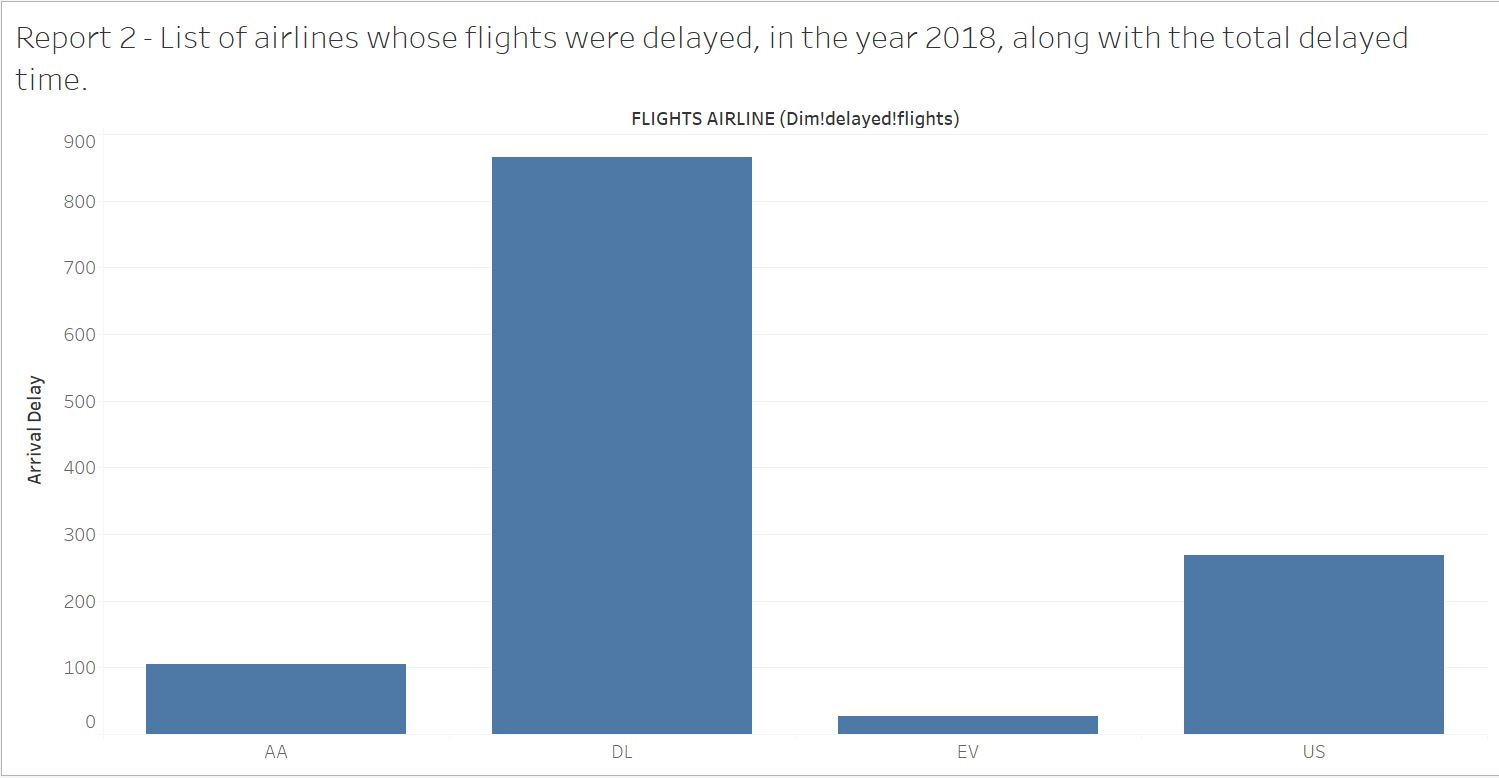 Report 2 - List of airlines whose flights were delayed, in the year 2018, along with the total delayed
time.
FLIGHTS AIRLINE (Dim!delayed!flights)
Arrival Delay
900
800
700
600
500
400
300
200
100
0
AA DL EV US